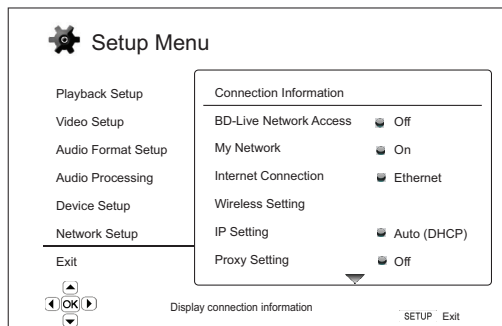 Setup Menu
Playback Setup
Video Setup
Audio Format Setup
Audio Processing
Device Setup
Network Setup
Exit
Connection Information
BD-Live Network Access Off
My Network On
Internet Connection Ethernet
Wireless Setting
IP Setting Auto (DHCP)
Proxy Setting Off
OK
Display connection information
SETUP Exit